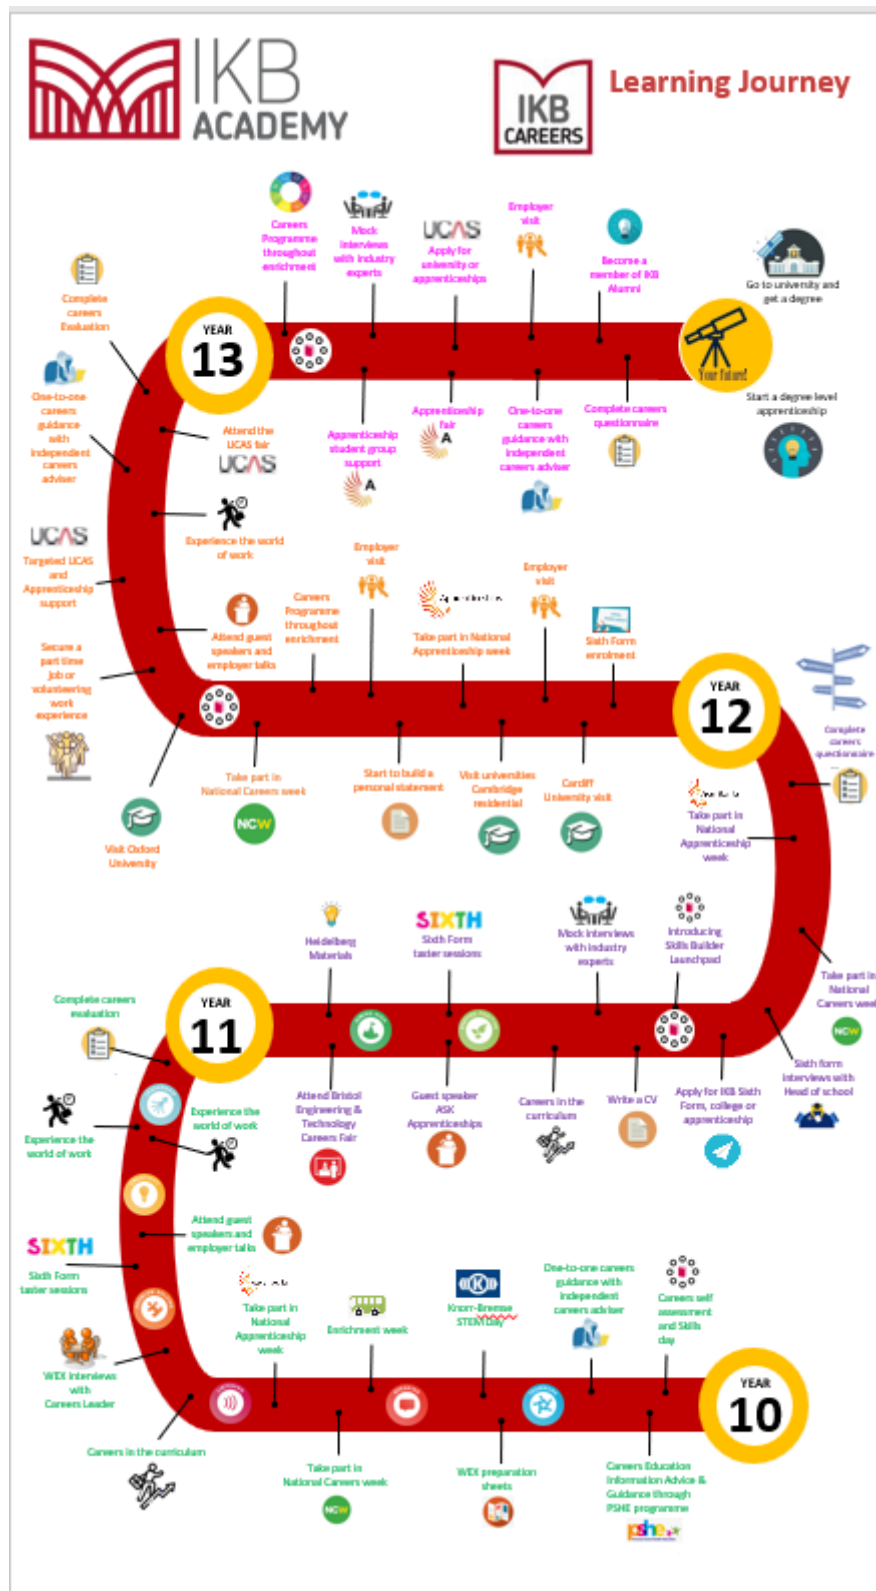 IKB
ACADEMY
IKB
CAREERS
Learning Journey
Careers
Programme
throughout
enrichment
Mock
interviews
with industry
experts
UCAS
Apply for
university or
apprenticeships
Employer
visit
Become a
member of IKB
Alumni
Go to university and
get a degree
Complete
careers
Evaluation
YEAR
13
Your future!
One-to-one
careers
guidance
with
independent
careers
adviser
Attend the
UCAS fair
UCAS
Apprenticeship
student group
support
A
Apprenticeship
fair
A
One-to-one
careers
guidance with
independent
careers adviser
Complete careers
questionnaire
Start a degree level
apprenticeship
UCAS
Targeted UCAS
and
Apprenticeship
support
Experience the world
of work
Attend guest
speakers and
employer talks
Careers
Programme
throughout
enrichment
Employer
visit
Apprenticeships
Take part in National
Apprenticeship week
Employer
visit
Sixth Form
enrolment
Secure a
part time
job or
volunteering
work
experience
YEAR
12
Complete
careers
questionnaire
Visit Oxford
University
Take part in
National Careers week
NCW
Start to build a
personal statement
Visit universities
Cambridge
residential
Cardiff
University visit
Take part in
National
Apprenticeship
week
Heidelberg
Materials
SIXTH
Sixth Form
taster sessions
Mock interviews
with industry
experts
Introducing
Skills Builder
Launchpad
Take part in
National
Careers week
NCW
Complete careers
evaluation
YEAR
11
Attend Bristol
Engineering &
Technology
Careers Fair
Guest speaker
ASK
Apprenticeships
Careers in the
curriculum
Write a CV
Apply for IKB Sixth
Form, college or
apprenticeship
Sixth form
interviews with
Head of school
Experience the
world of work
Experience the
world of work
SIXTH
Sixth Form
taster sessions
Attend guest
speakers and
employer talks
Take part in
National
Apprenticeship
week
Enrichment week
Knorr-Bremse
STEM Day
One-to-one careers
guidance with
independent
careers adviser
Careers self
assessment
and Skills
day
WEX Interviews
with
Careers Leader
YEAR
10
Careers in the curriculum
Take part in
National Careers week
NCW
WEX preparation
sheets
Careers Education
Information Advice &
Guidance through
PSHE programme
pshe